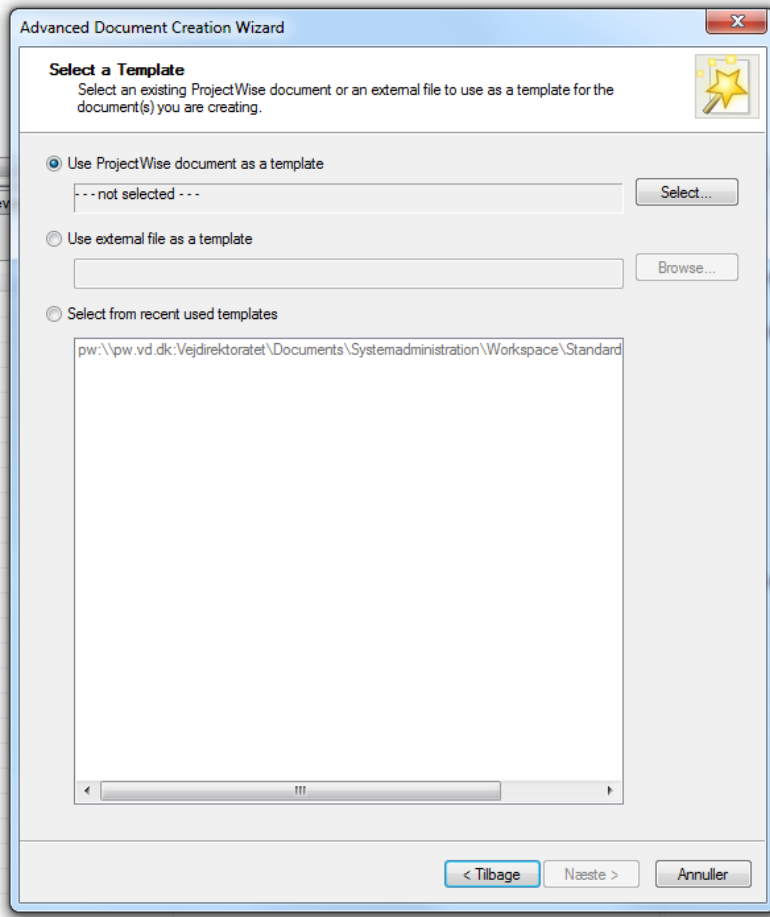 Advanced Document Creation Wizard
X
Select a Template
Select an existing ProjectWise document or an external file to use as a template for the
document(s) you are creating.
Use ProjectWise document as a template
- - - not selected - - -
Select...
ev
Use external file as a template
Browse...
Select from recent used templates
pw:\\pw.vd.dk:Vejdirektoratet\Documents\Systemadministration\Workspace\Standard
< Tilbage
Næste >
Annuller